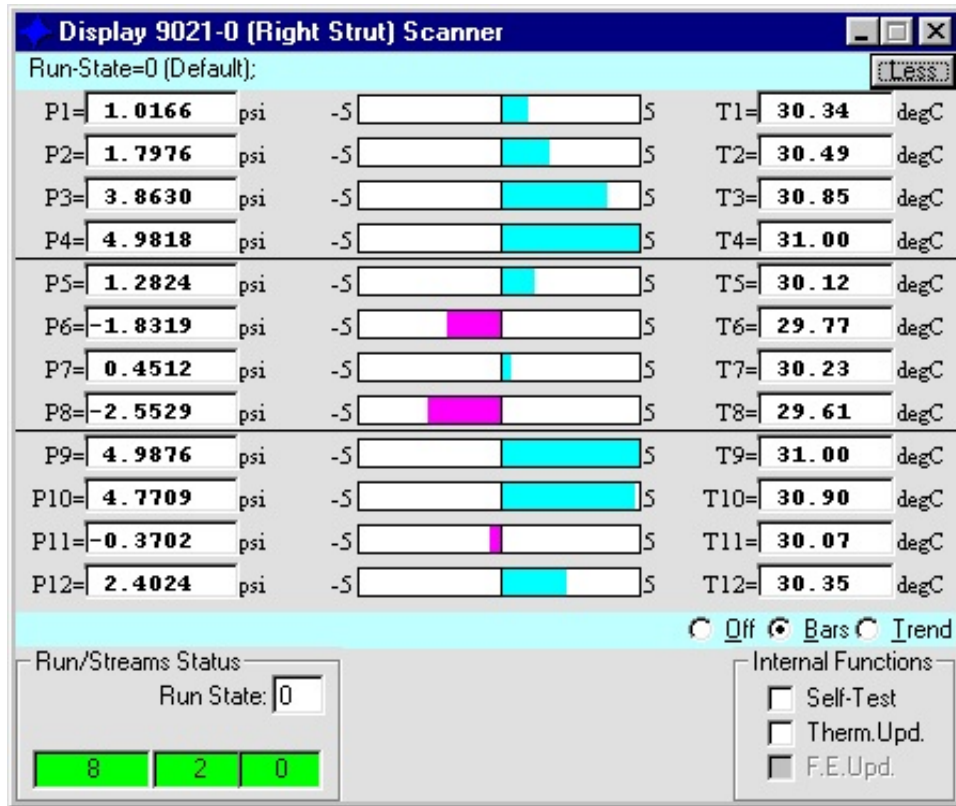 Display 9021-0 (Right Strut) Scanner
Run-State=0 (Default); Less
P1= 1.0166 psi -5 5 T1= 30.34 degC
P2= 1.7976 psi -5 5 T2= 30.49 degC
P3= 3.8630 psi -5 5 T3= 30.85 degC
P4= 4.9818 psi -5 5 T4= 31.00 degC
P5= 1.2824 psi -5 5 T5= 30.12 degC
P6= -1.8319 psi -5 5 T6= 29.77 degC
P7= 0.4512 psi -5 5 T7= 30.23 degC
P8= -2.5529 psi -5 5 T8= 29.61 degC
P9= 4.9876 psi -5 5 T9= 31.00 degC
P10= 4.7709 psi -5 5 T10= 30.90 degC
P11= -0.3702 psi -5 5 T11= 30.07 degC
P12= 2.4024 psi -5 5 T12= 30.35 degC
Off Bars Trend
Run/Streams Status
Run State: 0
8 2 0
Internal Functions
Self-Test
Therm.Upd.
F.E.Upd.